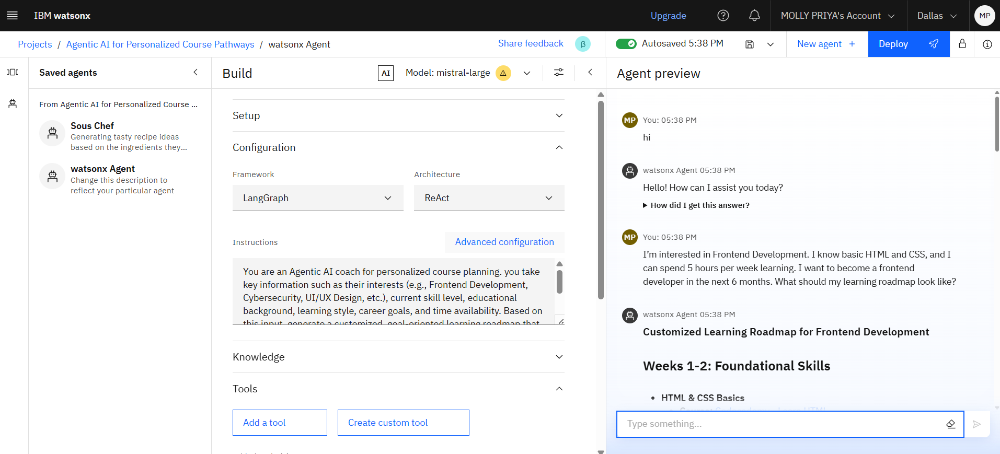 IBM watsonx
Upgrade
MOLLY PRIYA's Account
Dallas
MP
Projects / Agentic AI for Personalized Course Pathways / watsonx Agent
Share feedback
β
Autosaved 5:38 PM
New agent +
Deploy
Saved agents
From Agentic AI for Personalized Course ...
Sous Chef
Generating tasty recipe ideas
based on the ingredients they...
watsonx Agent
Change this description to
reflect your particular agent
Build
AI
Model: mistral-large
Setup
Configuration
Framework
Architecture
LangGraph
ReAct
Instructions
Advanced configuration
You are an Agentic AI coach for personalized course planning. you take
key information such as their interests (e.g., Frontend Development,
Cybersecurity, UI/UX Design, etc.), current skill level, educational
background, learning style, career goals, and time availability. Based on
this input, generate a customized, goal-oriented learning roadmap that
Knowledge
Tools
Add a tool
Create custom tool
Agent preview
MP
You: 05:38 PM
hi
watsonx Agent 05:38 PM
Hello! How can I assist you today?
How did I get this answer?
MP
You: 05:38 PM
I’m interested in Frontend Development. I know basic HTML and CSS, and I
can spend 5 hours per week learning. I want to become a frontend
developer in the next 6 months. What should my learning roadmap look like?
watsonx Agent 05:38 PM
Customized Learning Roadmap for Frontend Development
Weeks 1-2: Foundational Skills
• HTML & CSS Basics
Type something...